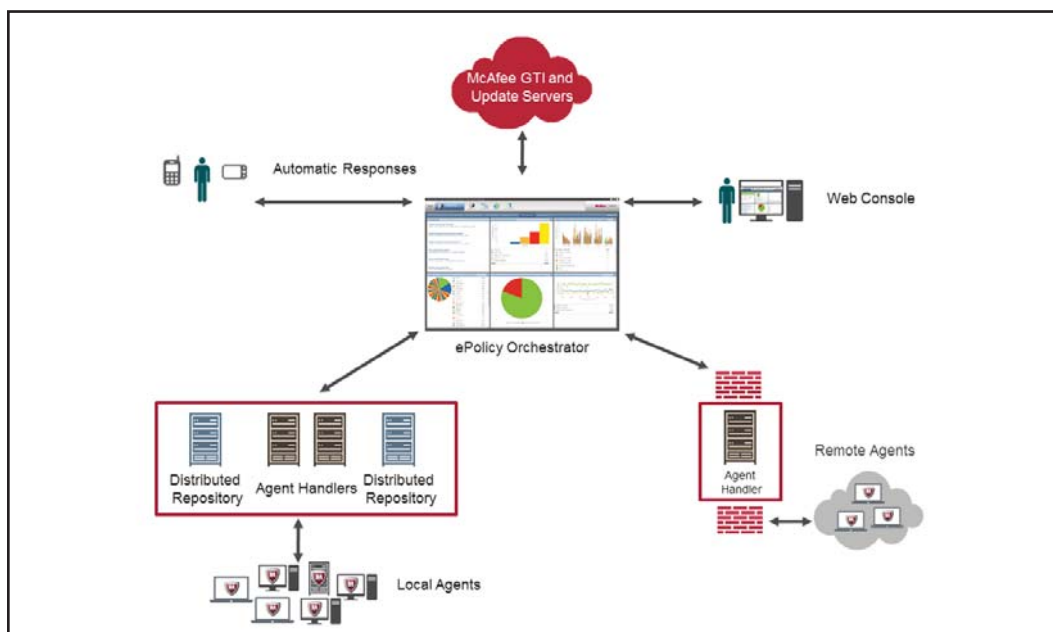 McAfee GTI and
Update Servers
Automatic Responses
Web Console
ePolicy Orchestrator
Distributed
Repository
Agent Handlers
Distributed
Repository
Agent
Handler
Remote Agents
Local Agents